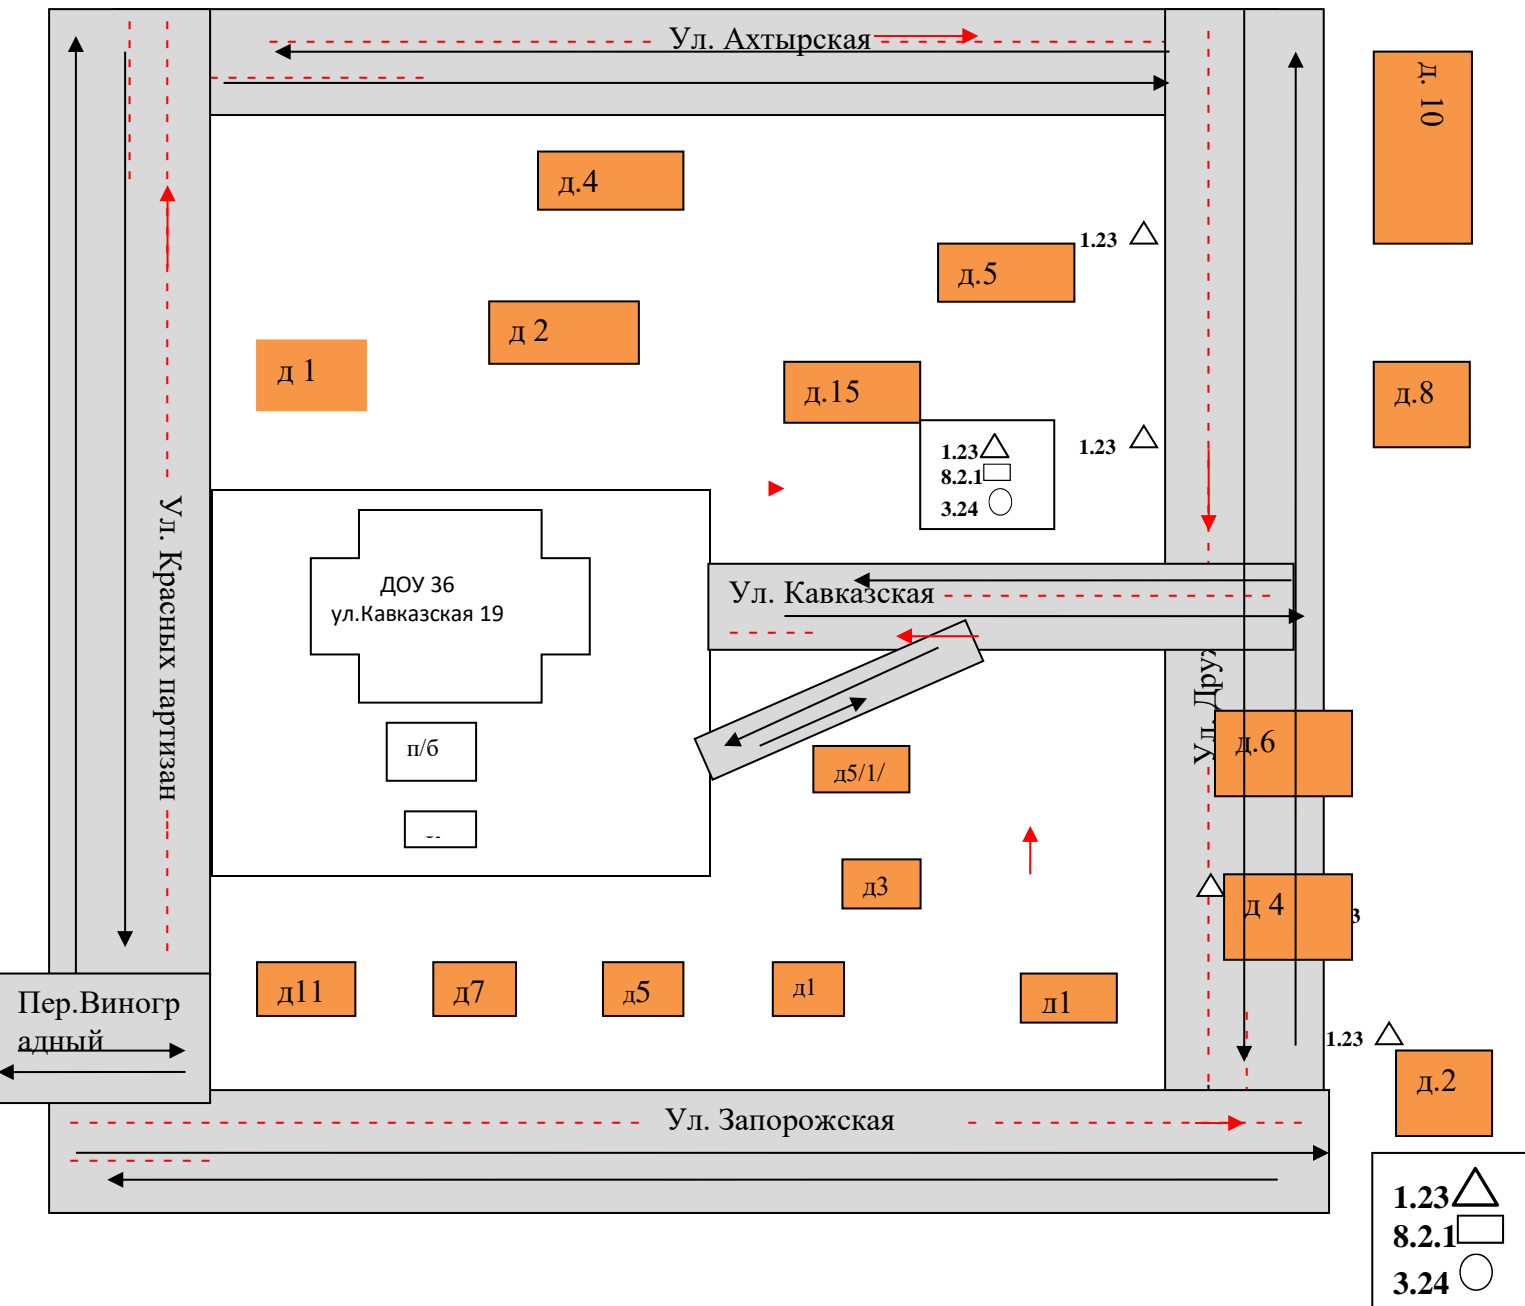 Ул. Ахтырская
д. 10
д.4
1.23
д.5
д 2
д 1
д.15
д.8
1.23
1.23
8.2.1
3.24
Ул. Красных партизан
ДОУ 36
ул.Кавказская 19
Ул. Кавказская
Ул.
п/б
д5/1/
д.6
д3
д 4
3
д11
д7
д5
д1
д1
Пер.Виногр
адный
1.23
д.2
Ул. Запорожская
1.23
8.2.1
3.24